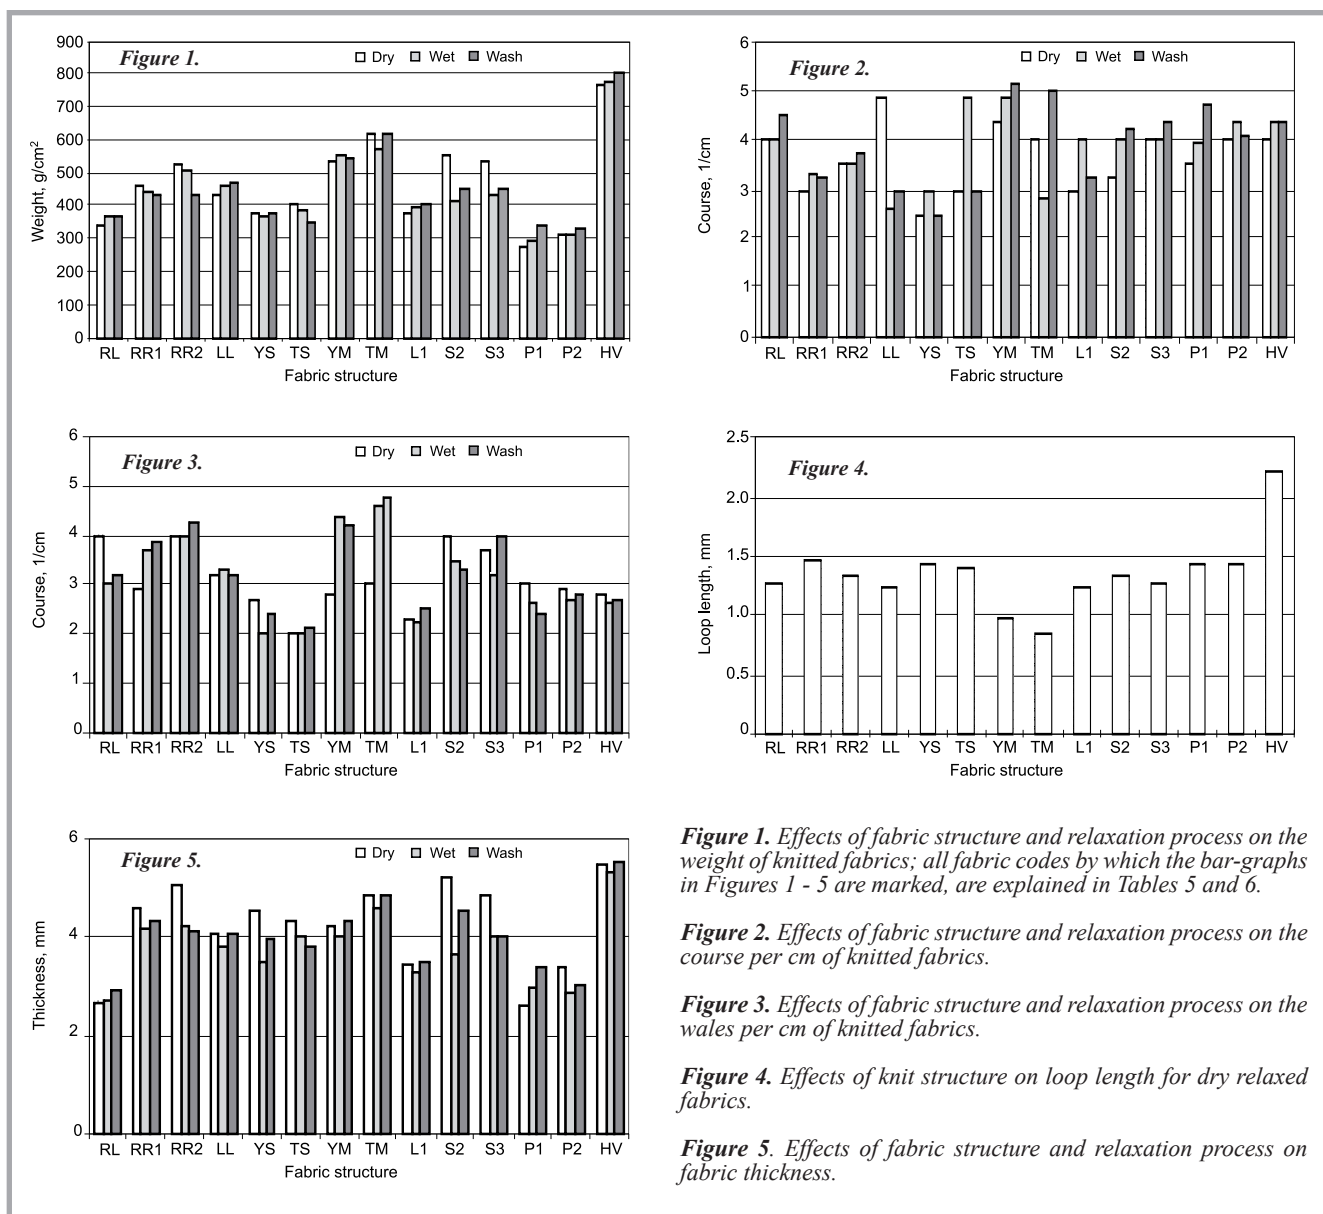 Figure 1.
Dry Wet Wash
Weight, g/cm²
900
800
700
600
500
400
300
200
100
0
RL RR1 RR2 LL YS TS YM TM L1 S2 S3 P1 P2 HV
Fabric structure
Figure 2.
Dry Wet Wash
Course, 1/cm
6
5
4
3
2
1
0
RL RR1 RR2 LL YS TS YM TM L1 S2 S3 P1 P2 HV
Fabric structure
Figure 3.
Dry Wet Wash
Course, 1/cm
6
5
4
3
2
1
0
RL RR1 RR2 LL YS TS YM TM L1 S2 S3 P1 P2 HV
Fabric structure
Figure 4.
Loop length, mm
2.5
2.0
1.5
1.0
0.5
0
RL RR1 RR2 LL YS TS YM TM L1 S2 S3 P1 P2 HV
Fabric structure
Figure 5.
Dry Wet Wash
Thickness, mm
6
4
2
0
RL RR1 RR2 LL YS TS YM TM L1 S2 S3 P1 P2 HV
Fabric structure
Figure 1. Effects of fabric structure and relaxation process on the
weight of knitted fabrics; all fabric codes by which the bar-graphs
in Figures 1 - 5 are marked, are explained in Tables 5 and 6.
Figure 2. Effects of fabric structure and relaxation process on the
course per cm of knitted fabrics.
Figure 3. Effects of fabric structure and relaxation process on the
wales per cm of knitted fabrics.
Figure 4. Effects of knit structure on loop length for dry relaxed
fabrics.
Figure 5. Effects of fabric structure and relaxation process on
fabric thickness.